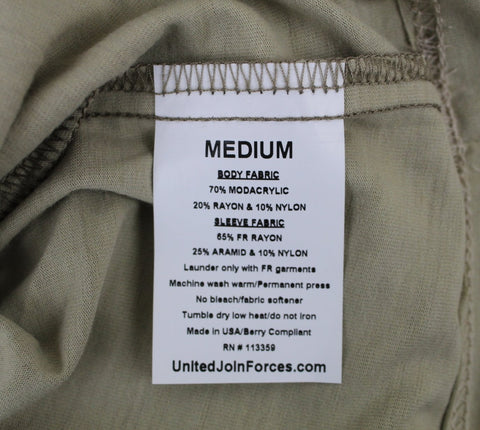 MEDIUM
BODY FABRIC
70% MODACRYLIC
20% RAYON & 10% NYLON
SLEEVE FABRIC
65% FR RAYON
25% ARAMID & 10% NYLON
Launder only with FR garments
Machine wash warm/Permanent press
No bleach/fabric softener
Tumble dry low heat/do not iron
Made in USA/Berry Compliant
RN # 113359
UnitedJoinForces.com